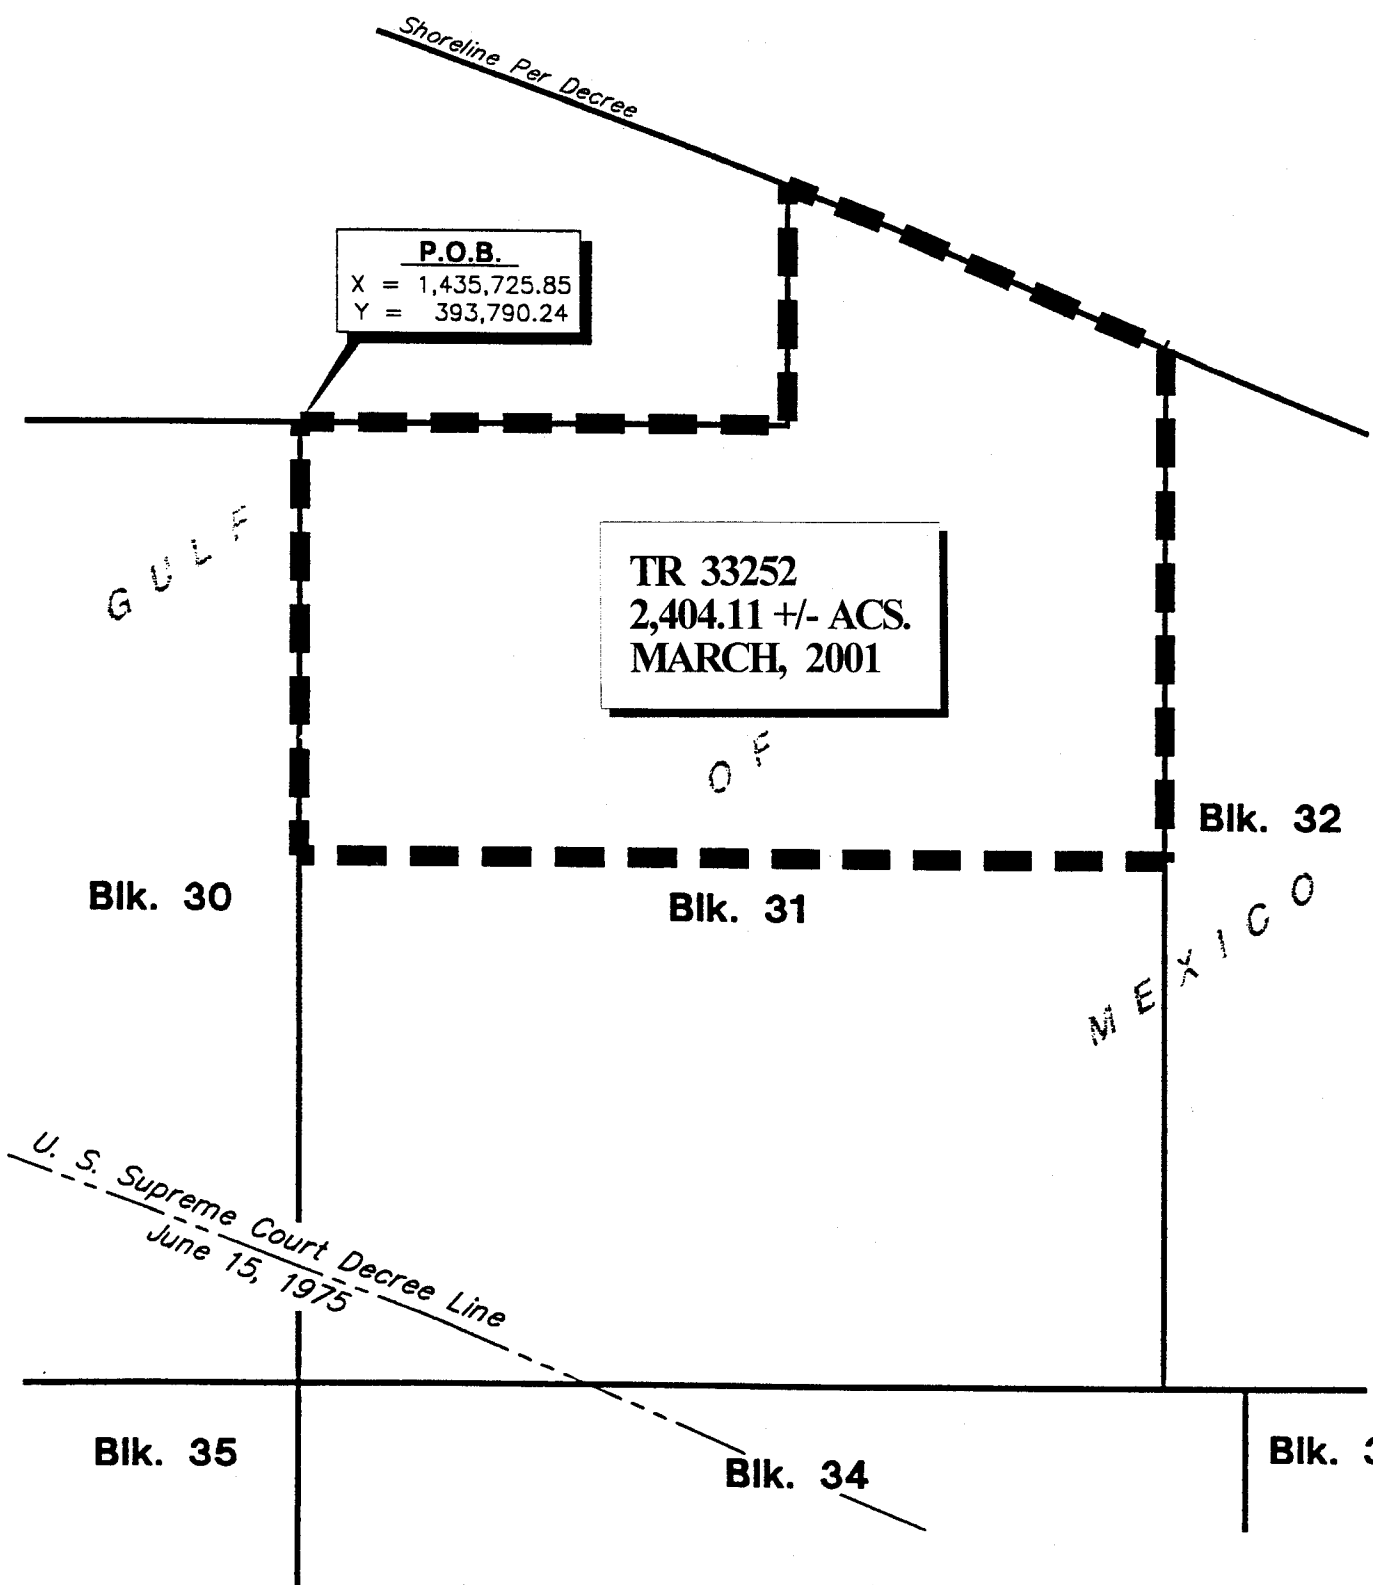 Shoreline Per Decree
P.O.B.
X = 1,435,725.85
Y = 393,790.24
GULF
TR 33252
2,404.11 +/- ACS.
MARCH, 2001
OF
Blk. 32
Blk. 30
Blk. 31
MEXICO
U. S. Supreme Court Decree Line
June 15, 1975
Blk. 35
Blk. 34
Blk.